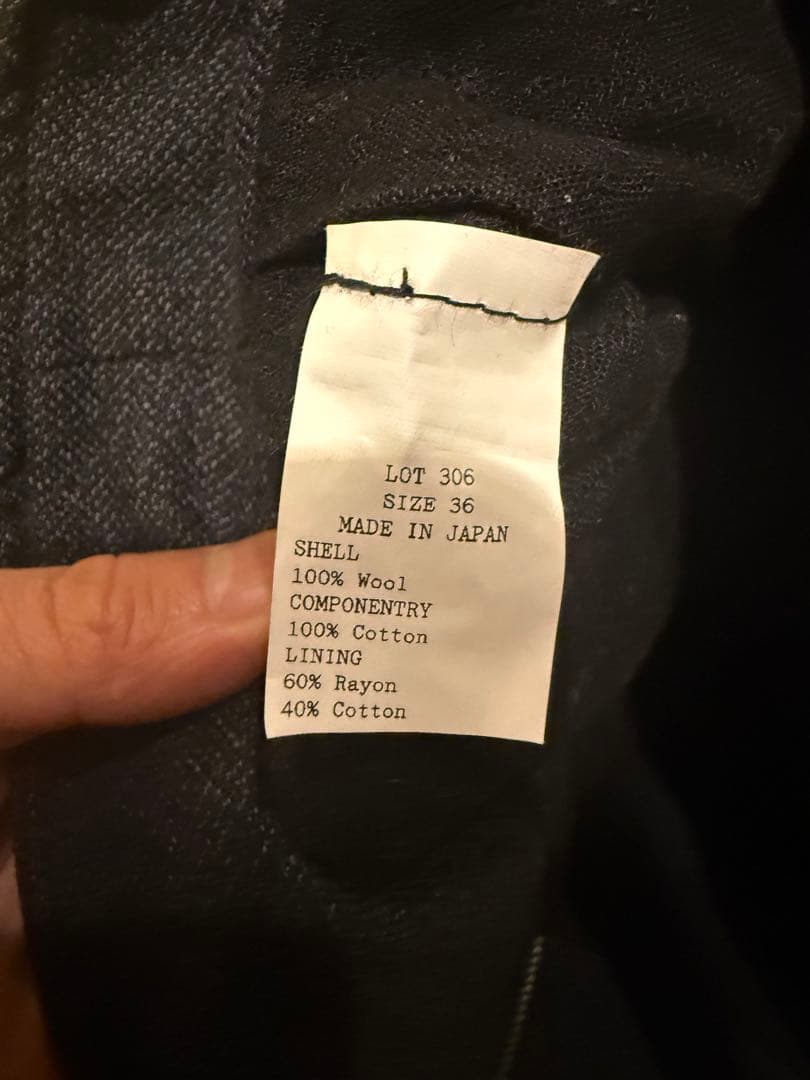 LOT 306
SIZE 36
MADE IN JAPAN
SHELL
100% Wool
COMPONENTRY
100% Cotton
LINING
60% Rayon
40% Cotton